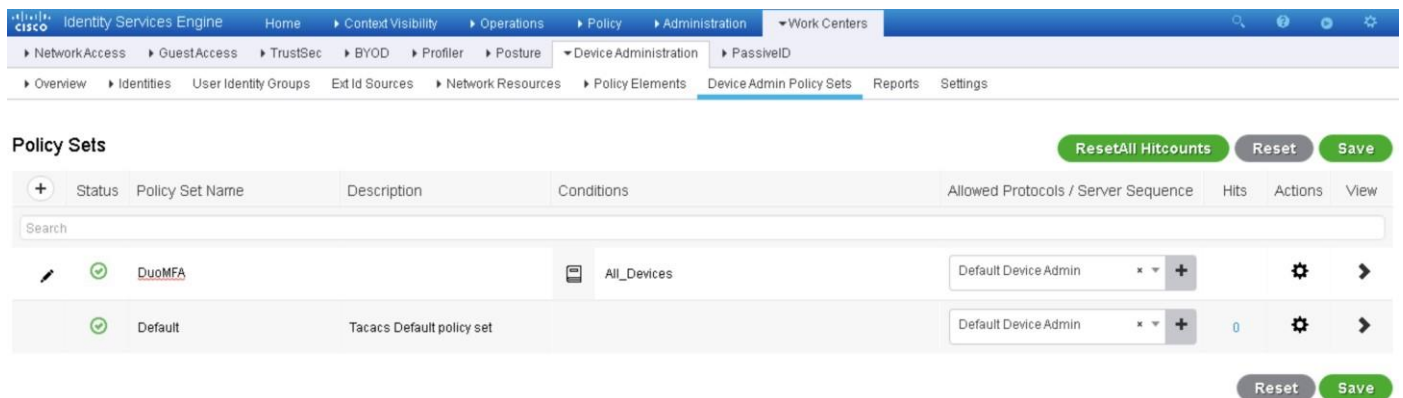 cisco Identity Services Engine Home Context Visibility Operations Policy Administration Work Centers
Network Access Guest Access TrustSec BYOD Profiler Posture Device Administration PassiveID
Overview Identities User Identity Groups Ext Id Sources Network Resources Policy Elements Device Admin Policy Sets Reports Settings
Policy Sets ResetAll Hitcounts Reset Save
+ Status Policy Set Name Description Conditions Allowed Protocols / Server Sequence Hits Actions View
Search
DuoMFA All_Devices Default Device Admin × +
Default Tacacs Default policy set Default Device Admin × + 0
Reset Save